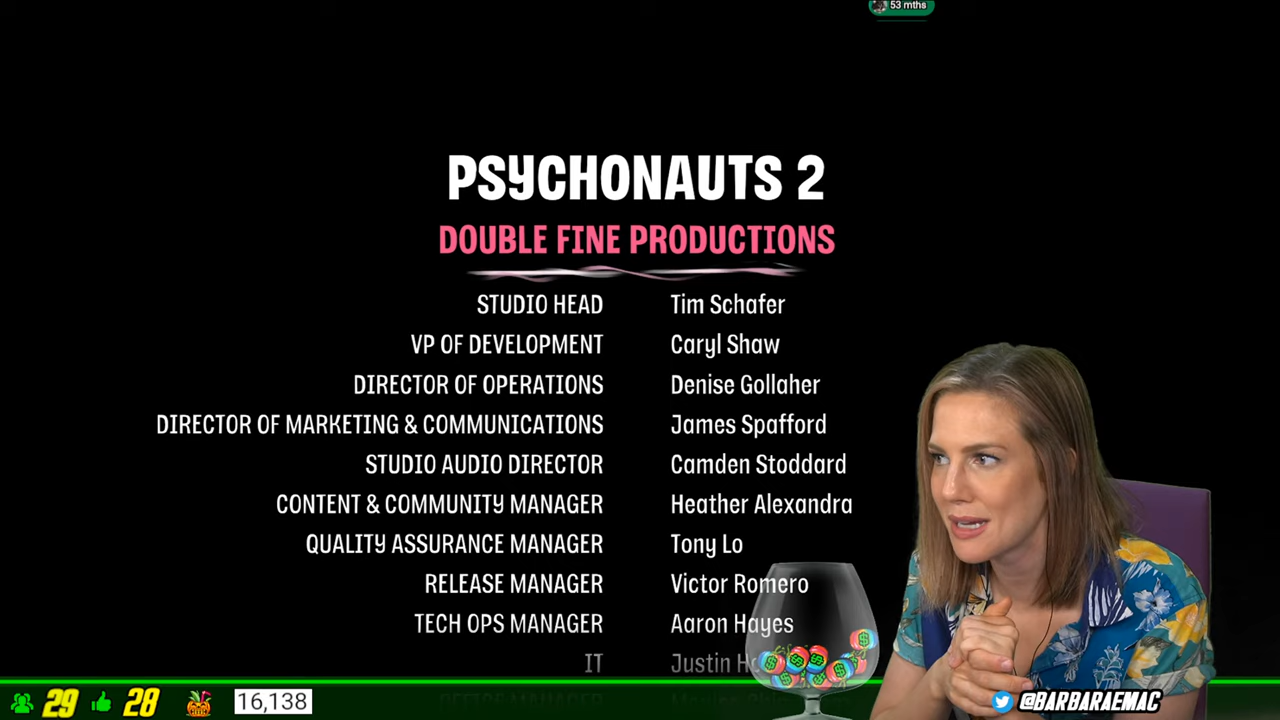 53 mths
PSYCHONAUTS 2
DOUBLE FINE PRODUCTIONS
STUDIO HEAD Tim Schafer
VP OF DEVELOPMENT Caryl Shaw
DIRECTOR OF OPERATIONS Denise Gollaher
DIRECTOR OF MARKETING & COMMUNICATIONS James Spafford
STUDIO AUDIO DIRECTOR Camden Stoddard
CONTENT & COMMUNITY MANAGER Heather Alexandra
QUALITY ASSURANCE MANAGER Tony Lo
RELEASE MANAGER Victor Romero
TECH OPS MANAGER Aaron Hayes
IT Justin
29 28 16,138 @BARBARAEMAC